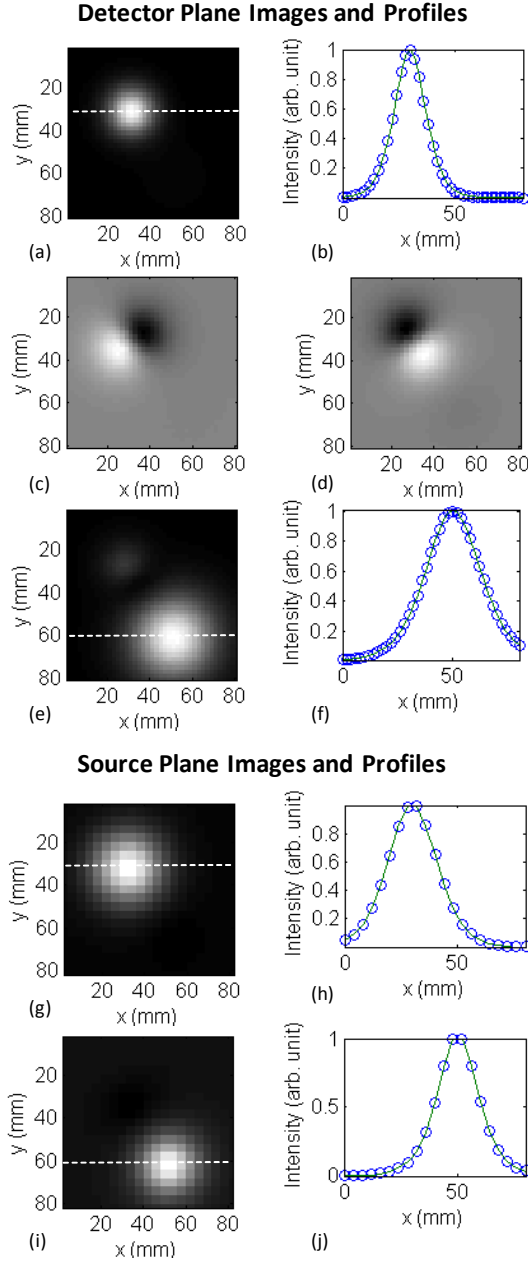 Detector Plane Images and Profiles
y (mm)
20
40
60
80
20 40 60 80
x (mm)
(a)
Intensity (arb. unit)
1
0.8
0.6
0.4
0.2
0 50
x (mm)
(b)
y (mm)
20
40
60
80
20 40 60 80
x (mm)
(c)
y (mm)
20
40
60
80
20 40 60 80
x (mm)
(d)
y (mm)
20
40
60
80
20 40 60 80
x (mm)
(e)
Intensity (arb. unit)
1
0.8
0.6
0.4
0.2
0 50
x (mm)
(f)
Source Plane Images and Profiles
y (mm)
20
40
60
80
20 40 60 80
x (mm)
(g)
Intensity (arb. unit)
0.8
0.6
0.4
0.2
0 50
x (mm)
(h)
y (mm)
20
40
60
80
20 40 60 80
x (mm)
(i)
Intensity (arb. unit)
1
0.5
0
0 50
x (mm)
(j)